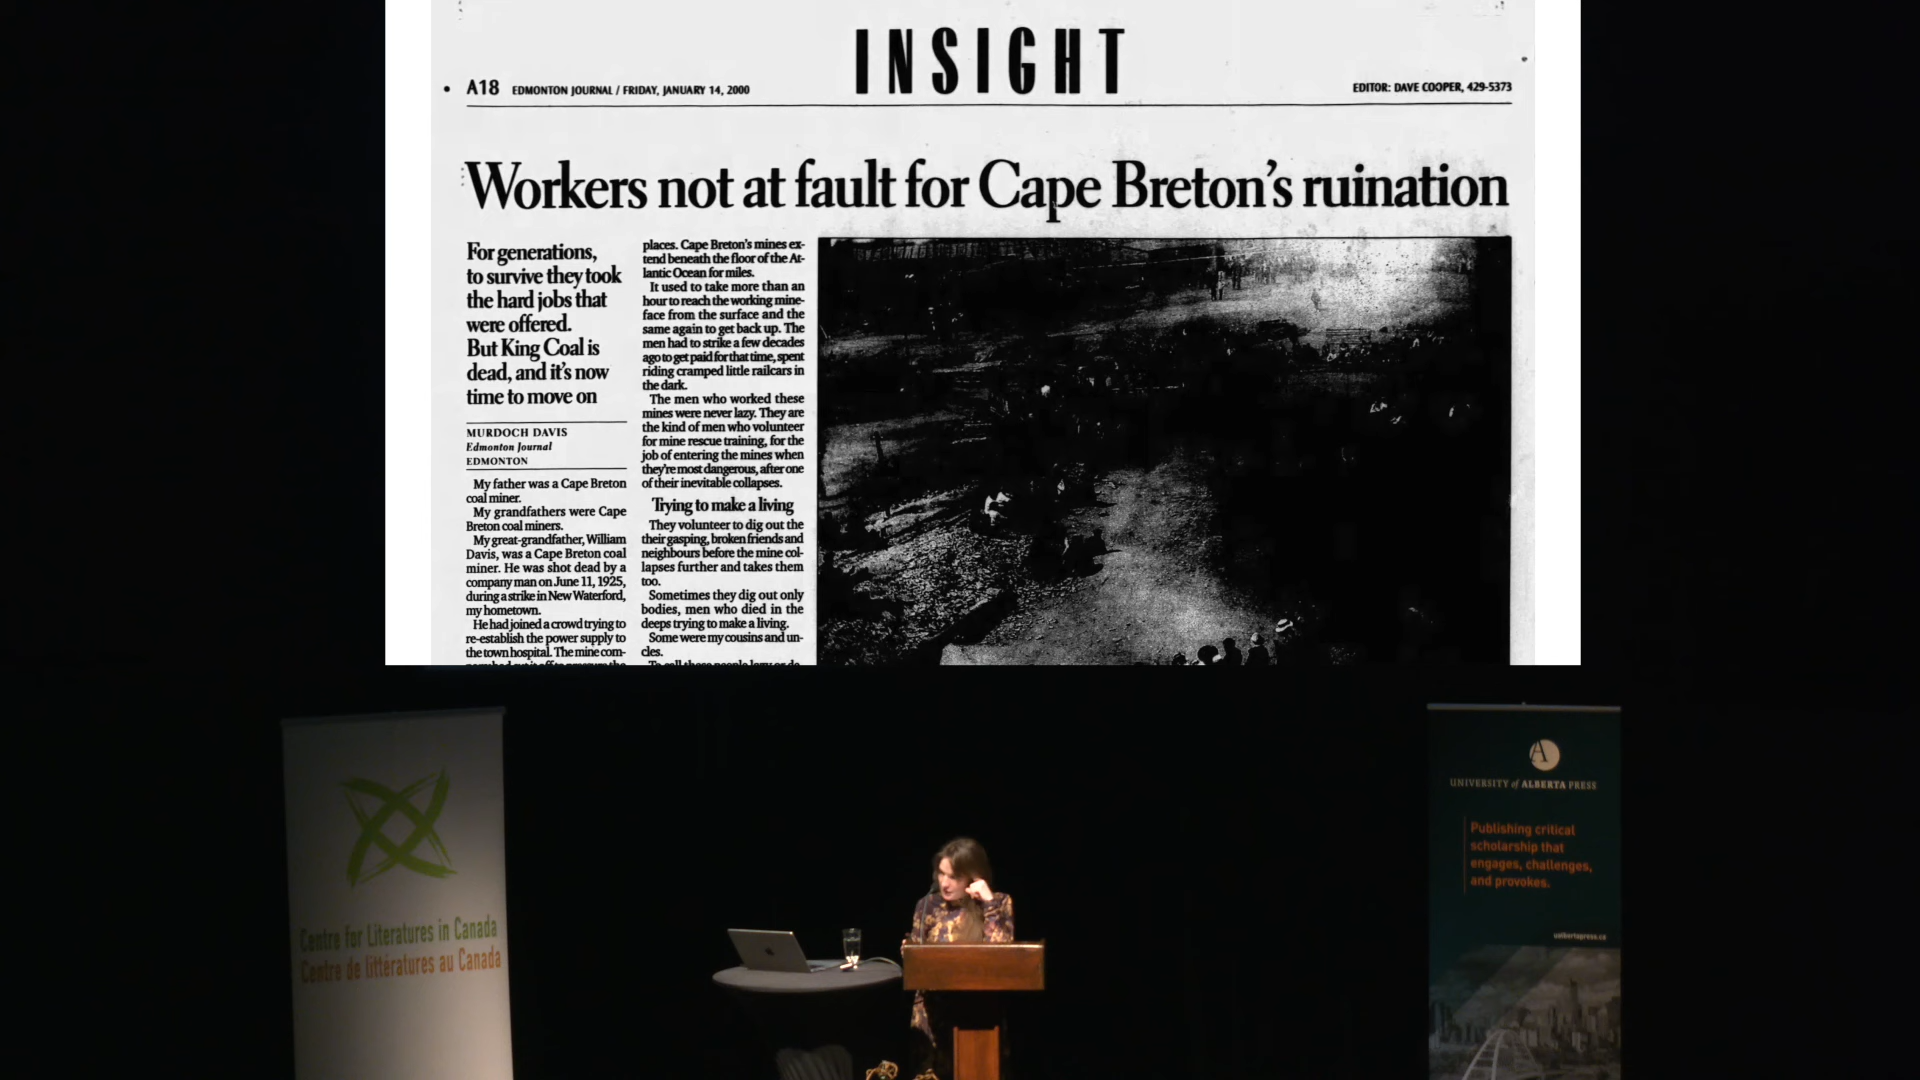 INSIGHT
A18 EDMONTON JOURNAL / FRIDAY, JANUARY 14, 2000
EDITOR: DAVE COOPER, 429-5373
Workers not at fault for Cape Breton's ruination
For generations,
to survive they took
the hard jobs that
were offered.
But King Coal is
dead, and it's now
time to move on
MURDOCH DAVIS
Edmonton Journal
EDMONTON
My father was a Cape Breton
coal miner.
My grandfathers were Cape
Breton coal miners.
My great-grandfather, William
Davis, was a Cape Breton coal
miner. He was shot dead by a
company man on June 11, 1925,
during a strike in New Waterford,
my hometown.
He had joined a crowd trying to
re-establish the power supply to
the town hospital. The mine com-
places. Cape Breton's mines ex-
tend beneath the floor of the At-
lantic Ocean for miles.
It used to take more than an
hour to reach the working mine-
face from the surface and the
same again to get back up. The
men had to strike a few decades
ago to get paid for that time, spent
riding cramped little railcars in
the dark.
The men who worked these
mines were never lazy. They are
the kind of men who volunteer
for mine rescue training, for the
job of entering the mines when
they're most dangerous, after one
of their inevitable collapses.
Trying to make a living
They volunteer to dig out the
their gasping, broken friends and
neighbours before the mine col-
lapses further and takes them
too.
Sometimes they dig out only
bodies, men who died in the
deeps trying to make a living.
Some were my cousins and un-
cles.
Centre for Literatures in Canada
Centre de littératures au Canada
UNIVERSITY of ALBERTA PRESS
Publishing critical
scholarship that
engages, challenges,
and provokes.
ualbertapress.ca